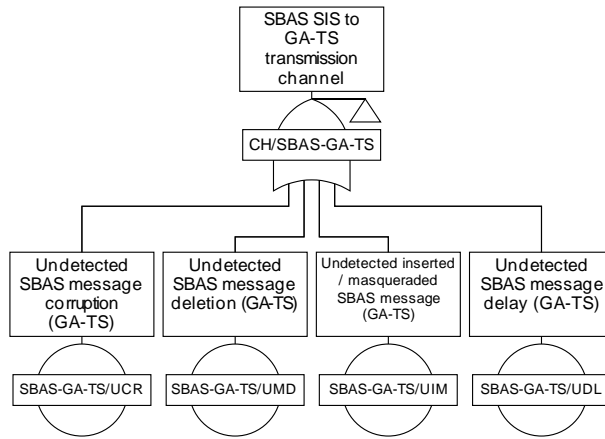 SBAS SIS to
GA-TS
transmission
channel
CH/SBAS-GA-TS
Undetected
SBAS message
corruption
(GA-TS)
Undetected
SBAS message
deletion (GA-TS)
Undetected inserted
/ masqueraded
SBAS message
(GA-TS)
Undetected
SBAS message
delay (GA-TS)
SBAS-GA-TS/UCR
SBAS-GA-TS/UMD
SBAS-GA-TS/UIM
SBAS-GA-TS/UDL